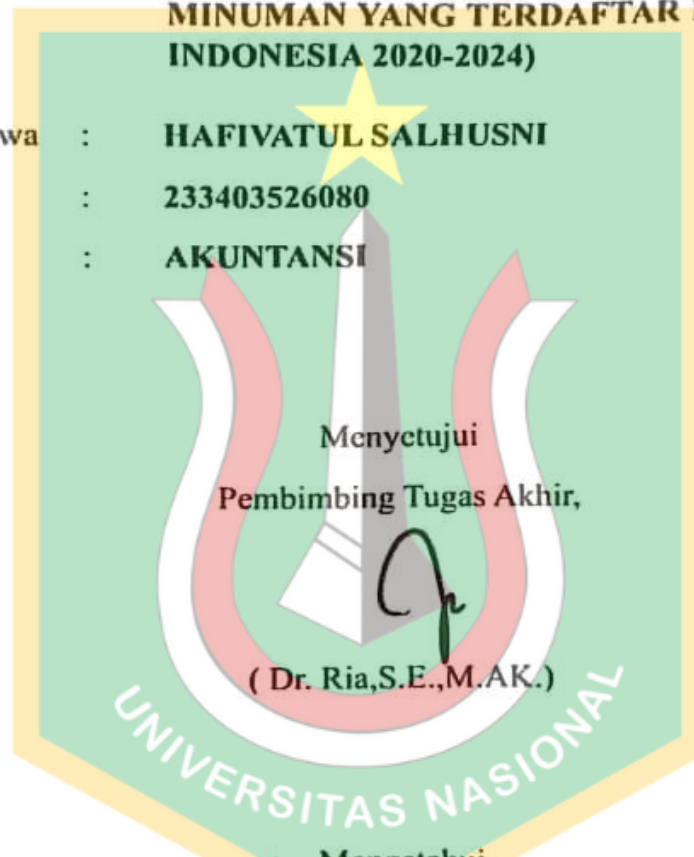 MINUMAN YANG TERDAFTAR
INDONESIA 2020-2024)
wa : HAFIVATUL SALHUSNI
: 233403526080
: AKUNTANSI
Menyetujui
Pembimbing Tugas Akhir,
( Dr. Ria,S.E.,M.AK.)
UNIVERSITAS NASIONAL